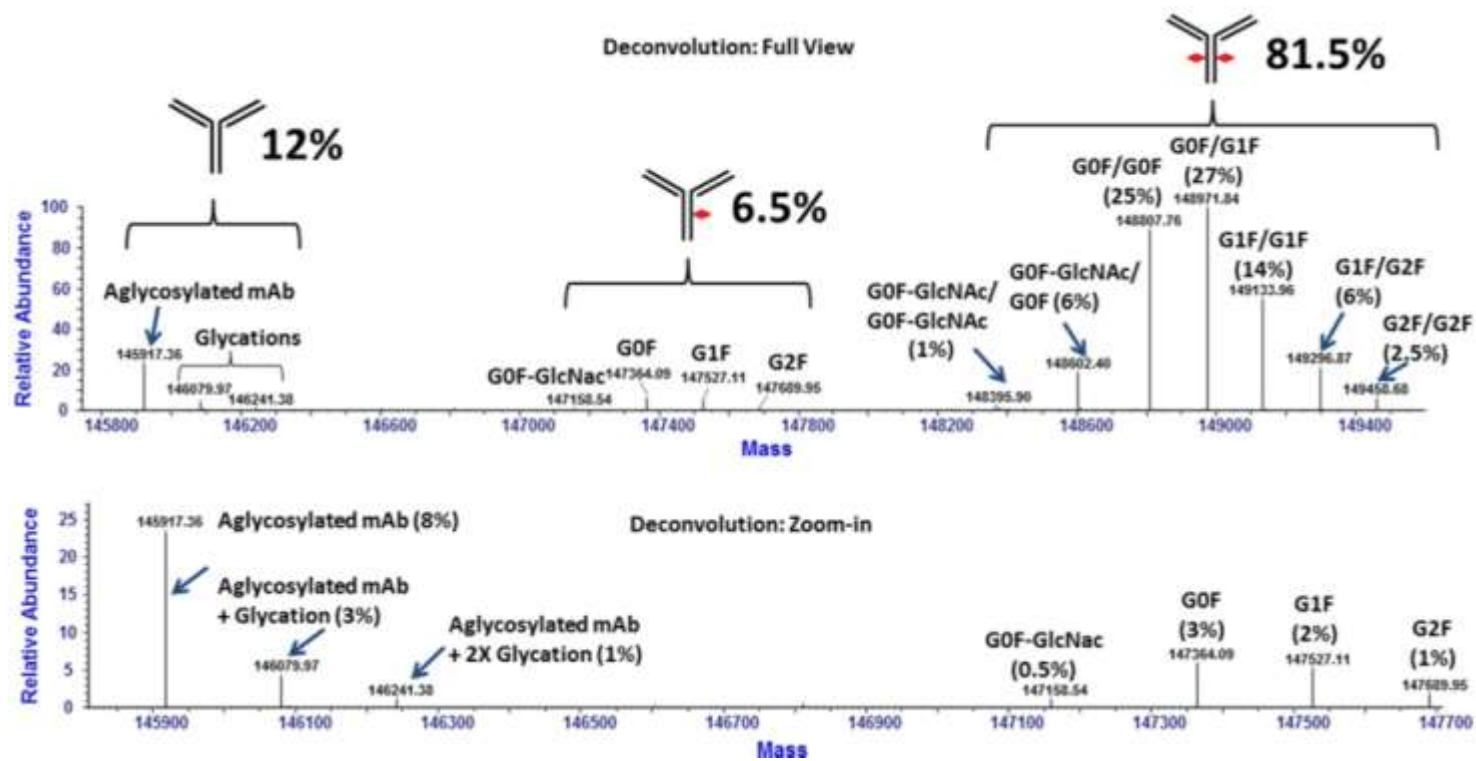 Deconvolution: Full View
12%
6.5%
81.5%
Relative Abundance
100
80
60
40
20
0
Aglycosylated mAb
145917.36
Glycations
146079.97
146241.38
G0F-GlcNac
147158.54
G0F
147364.09
G1F
147527.11
G2F
147689.95
G0F-GlcNAc/
G0F-GlcNAc
(1%)
148395.90
G0F-GlcNAc/
G0F (6%)
148602.40
G0F/G0F
(25%)
148807.76
G0F/G1F
(27%)
148971.84
G1F/G1F
(14%)
149133.96
G1F/G2F
(6%)
149296.87
G2F/G2F
(2.5%)
149458.68
145800 146200 146600 147000 147400 147800 148200 148600 149000 149400
Mass
Deconvolution: Zoom-in
Relative Abundance
25
20
15
10
5
0
145917.36
Aglycosylated mAb (8%)
Aglycosylated mAb
+ Glycation (3%)
146079.97
Aglycosylated mAb
+ 2X Glycation (1%)
146241.38
G0F-GlcNac
(0.5%)
147158.54
G0F
(3%)
147364.09
G1F
(2%)
147527.11
G2F
(1%)
147689.95
145900 146100 146300 146500 146700 146900 147100 147300 147500 147700
Mass